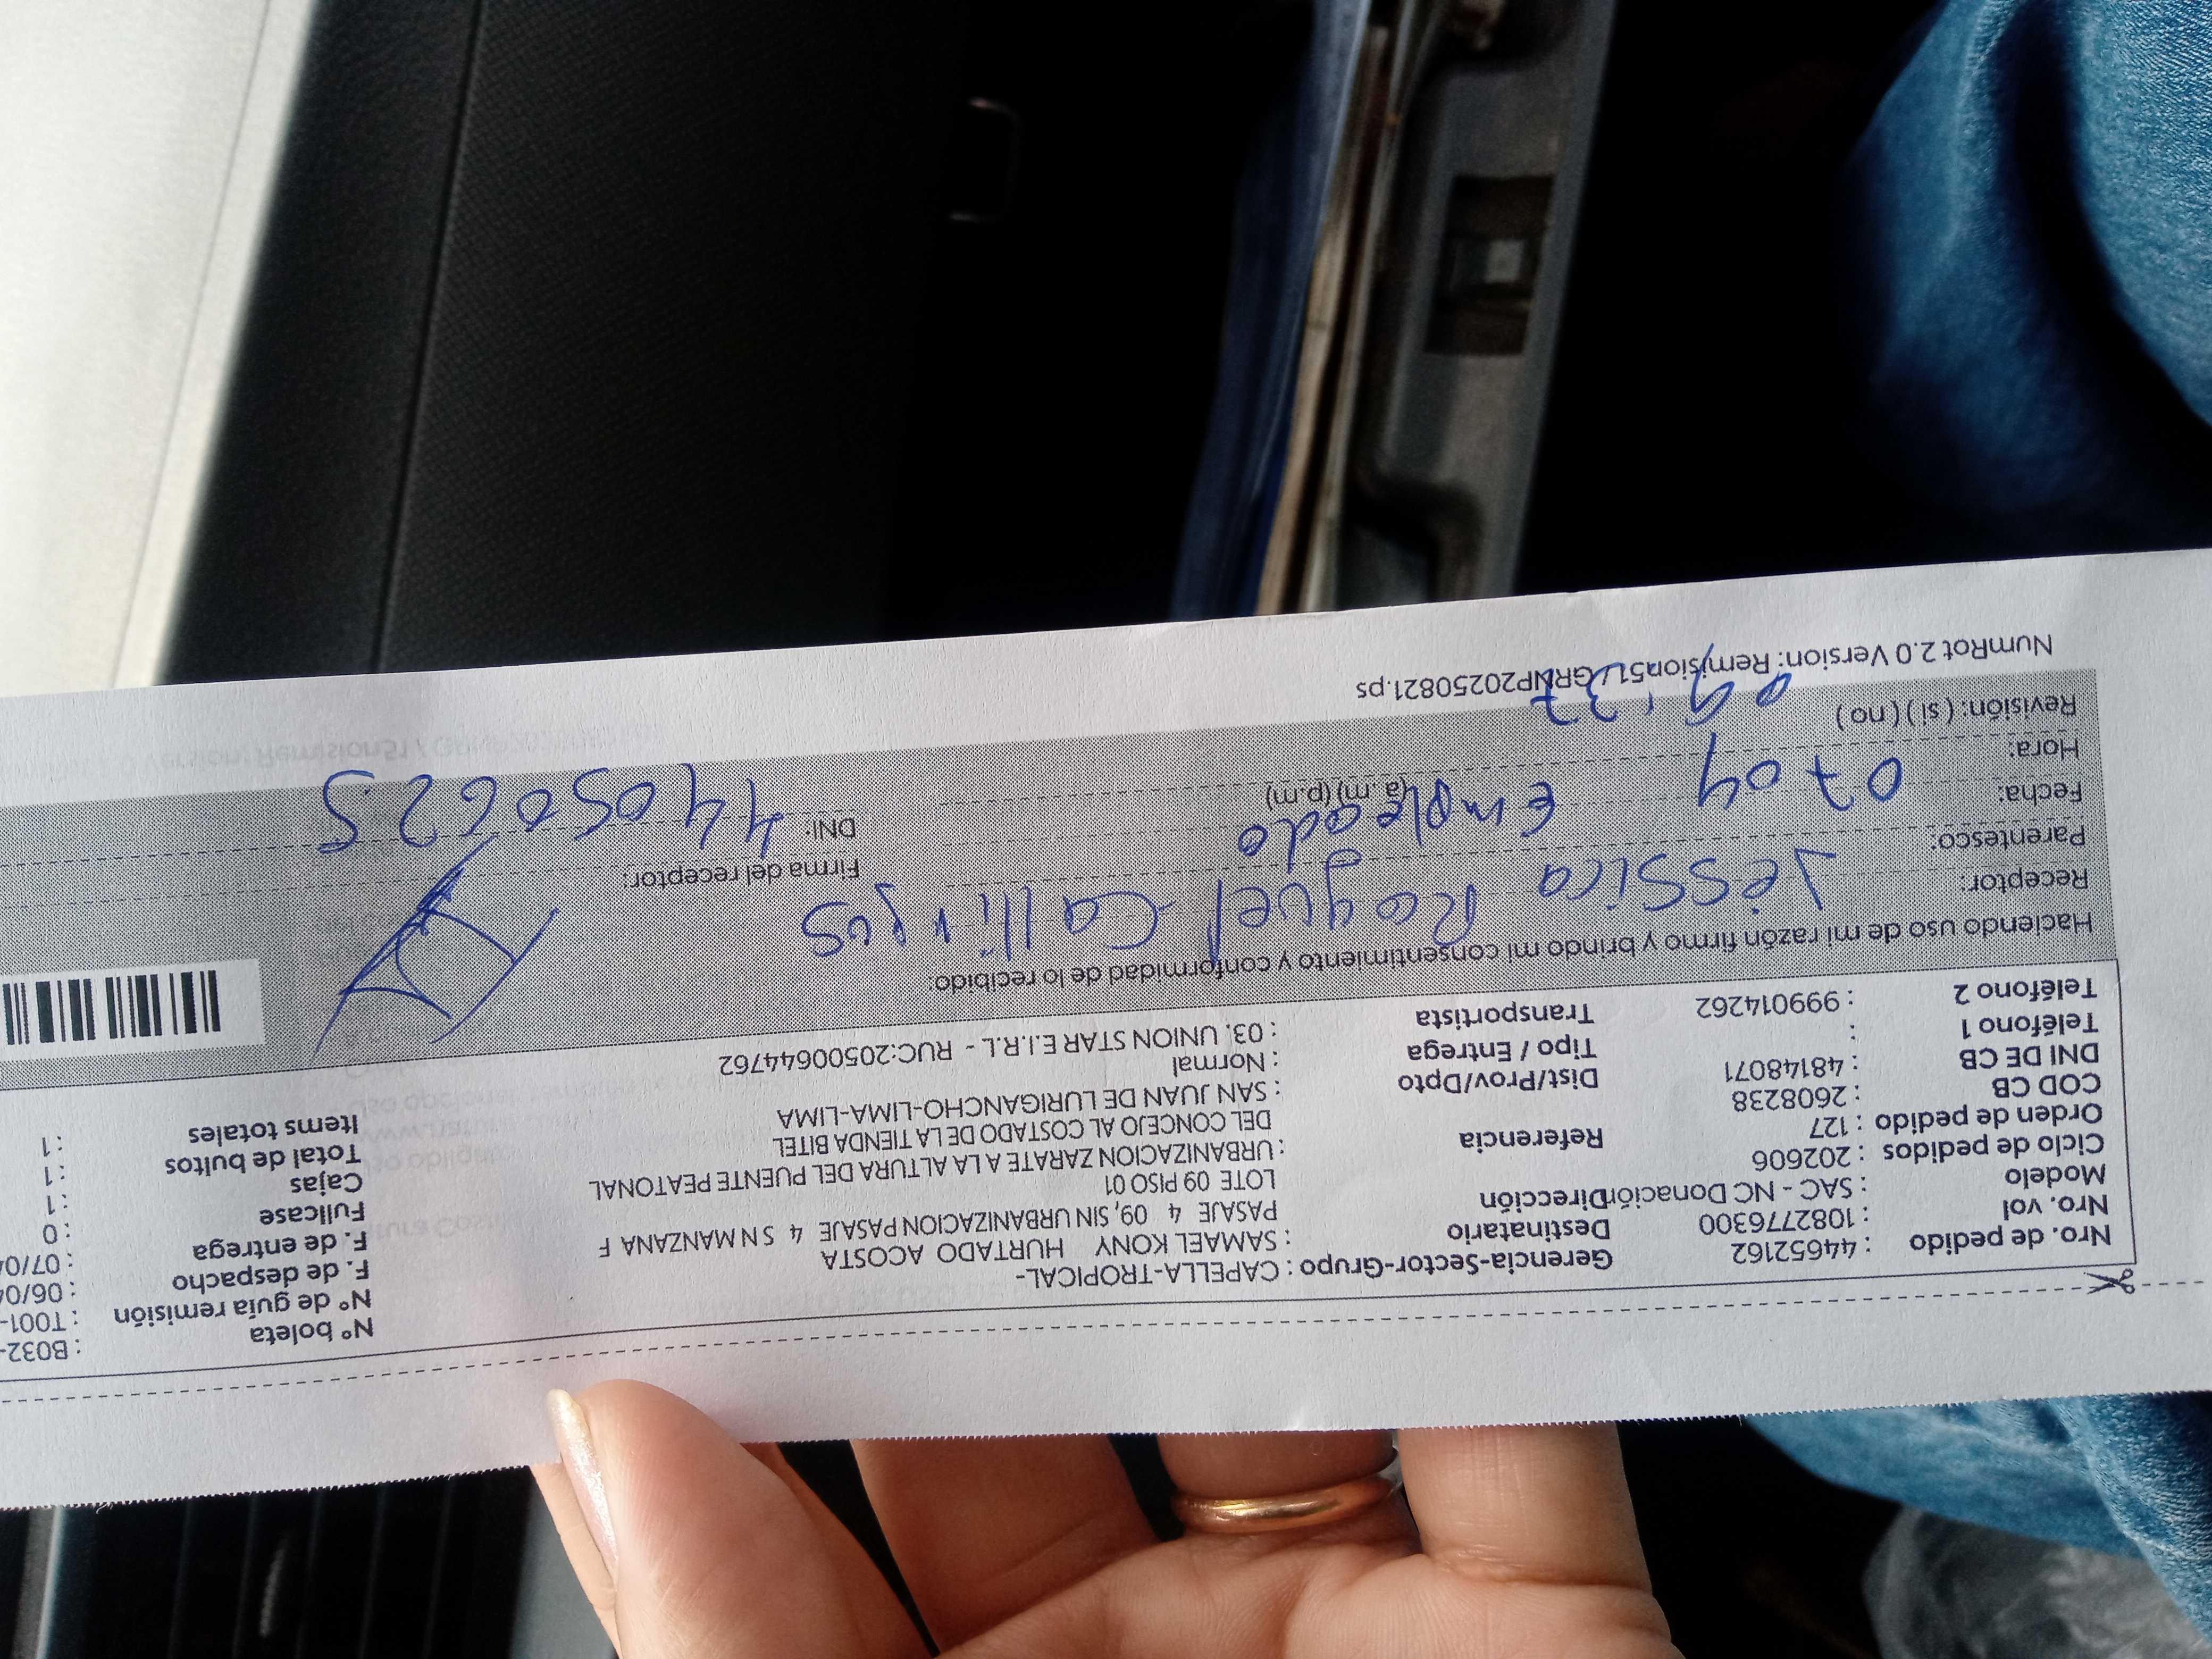 Nro. de pedido : 44652162
Nro. vol : 1082776300
Modelo : SAC - NC Donación
Ciclo de pedidos : 202606
Orden de pedido : 127
COD CB : 2608238
DNI DE CB : 48148071
Teléfono 1 :
Teléfono 2 : 999014262
Gerencia-Sector-Grupo : CAPELLA-TROPICAL-
Destinatario : SAMAEL KONY HURTADO ACOSTA
Dirección PASAJE 4 09, SIN URBANIZACION PASAJE 4 S N MANZANA F
LOTE 09 PISO 01
Referencia : URBANIZACION ZARATE A LA ALTURA DEL PUENTE PEATONAL
DEL CONCEJO AL COSTADO DE LA TIENDA BITEL
Dist/Prov/Dpto : SAN JUAN DE LURIGANCHO-LIMA-LIMA
Tipo / Entrega : Normal
Transportista : 03. UNION STAR E.I.R.L - RUC:20500644762
N° boleta : B032-
N° de guía remisión : T001-
F. de despacho : 06/04
F. de entrega : 07/04
Fullcase : 0
Cajas : 1
Total de bultos : 1
Items totales : 1
Haciendo uso de mi razón firmo y brindo mi consentimiento y conformidad de lo recibido:
Receptor: Jessica Raquel
Parentesco: Empleado
Fecha: 07 04
Hora: 09:37 (a.m) (p.m)
Revisión: ( si ) ( no )
Firma del receptor:
DNI: 44050625
NumRot 2.0 Version: Remision51 / GRNP20250821.ps